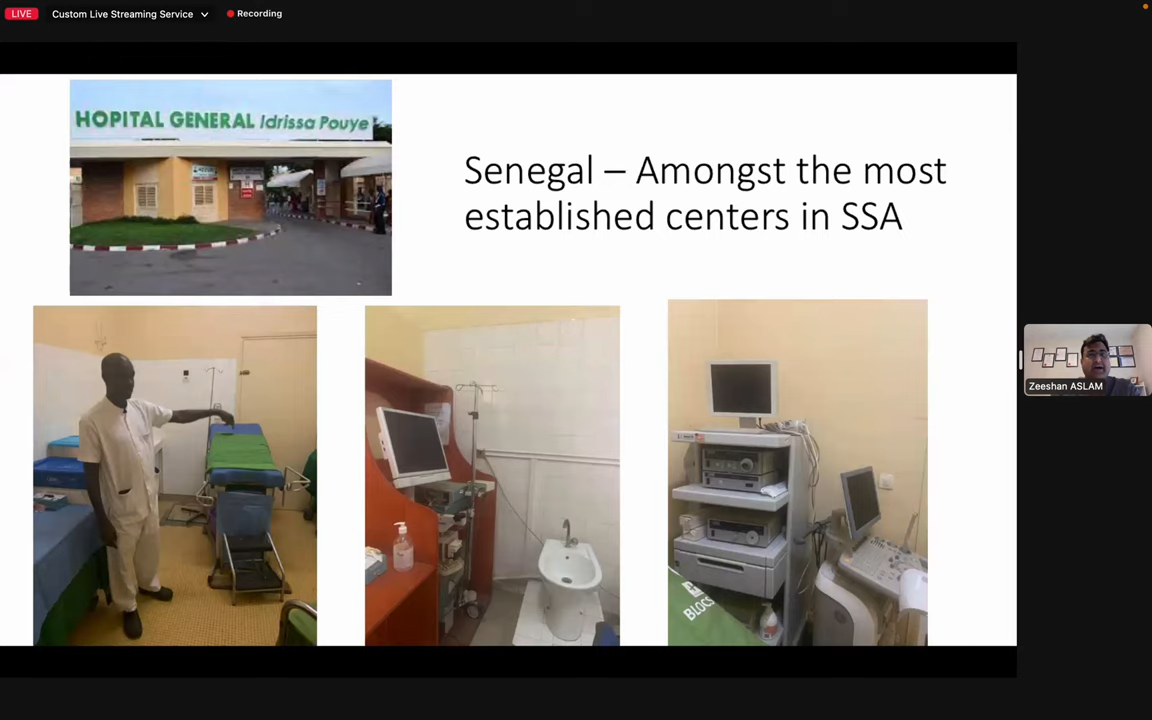 LIVE
Custom Live Streaming Service
Recording
HOPITAL GENERAL Idrissa Pouye
Senegal – Amongst the most
established centers in SSA
Zeeshan ASLAM
BLOCS